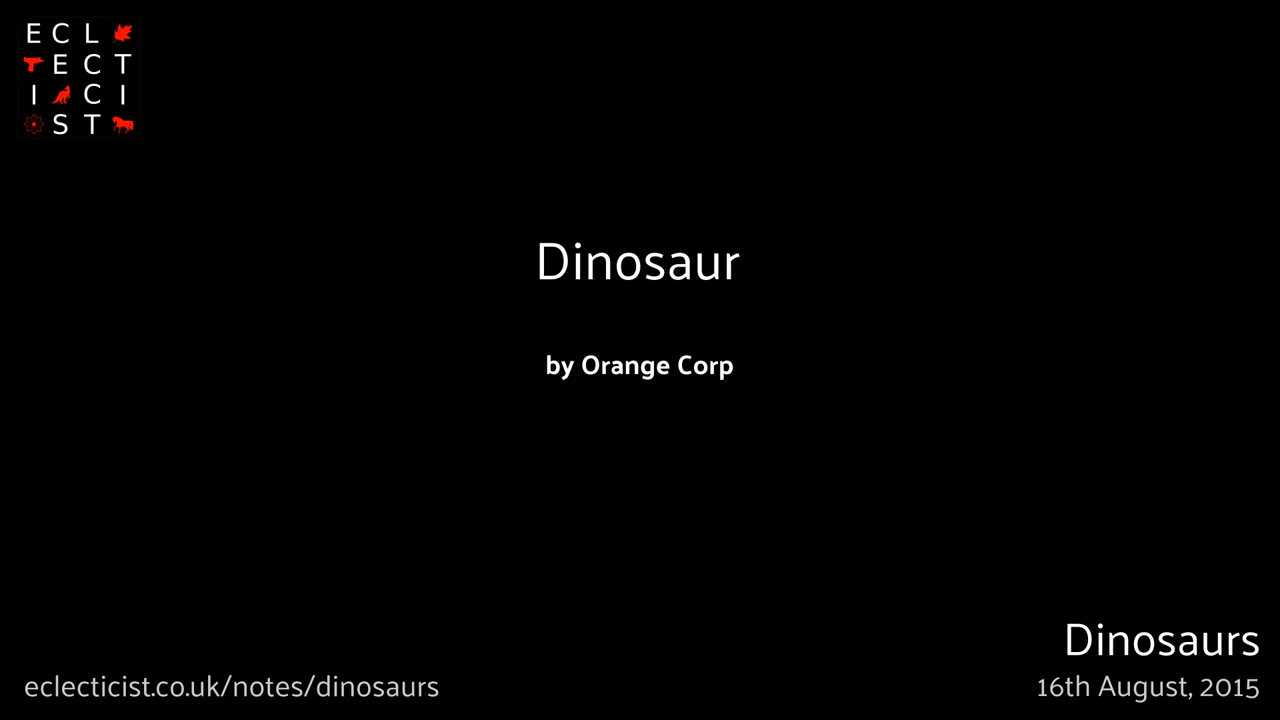 E C L
E C T
I C I
S T
Dinosaur
by Orange Corp
Dinosaurs
eclecticist.co.uk/notes/dinosaurs
16th August, 2015